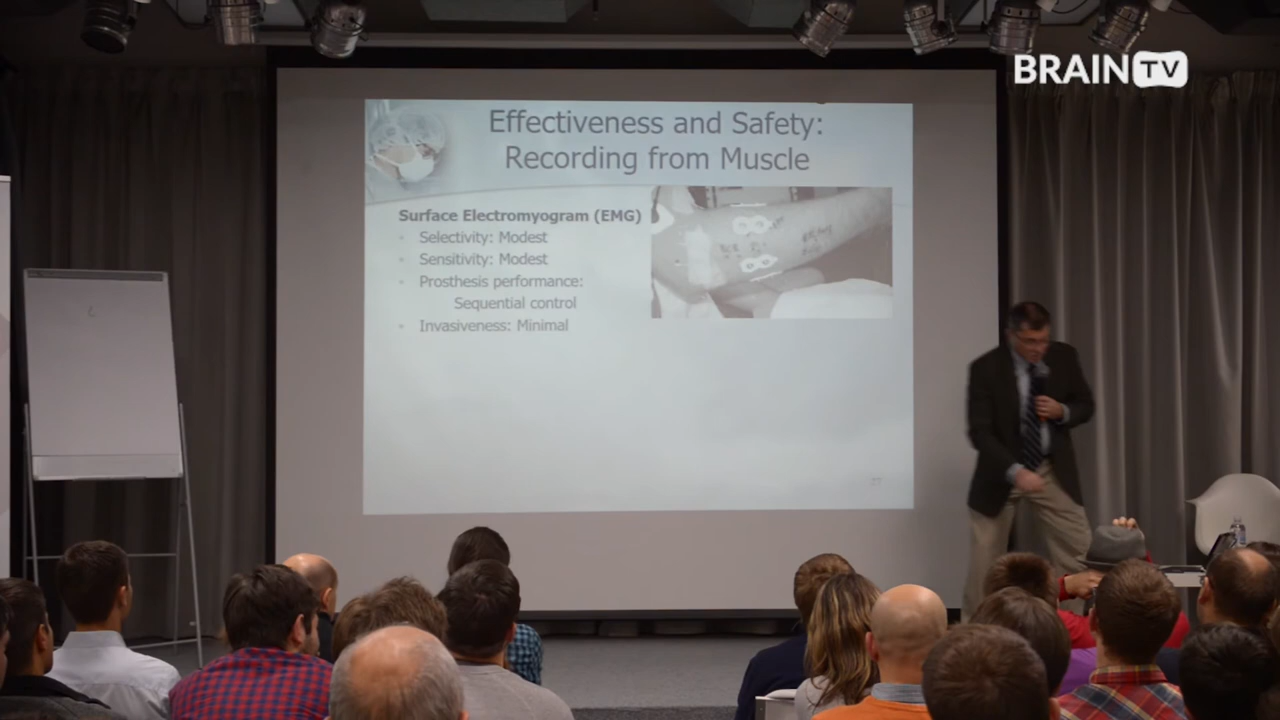 BRAIN TV
Effectiveness and Safety:
Recording from Muscle
Surface Electromyogram (EMG)
Selectivity: Modest
Sensitivity: Modest
Prosthesis performance:
Sequential control
Invasiveness: Minimal